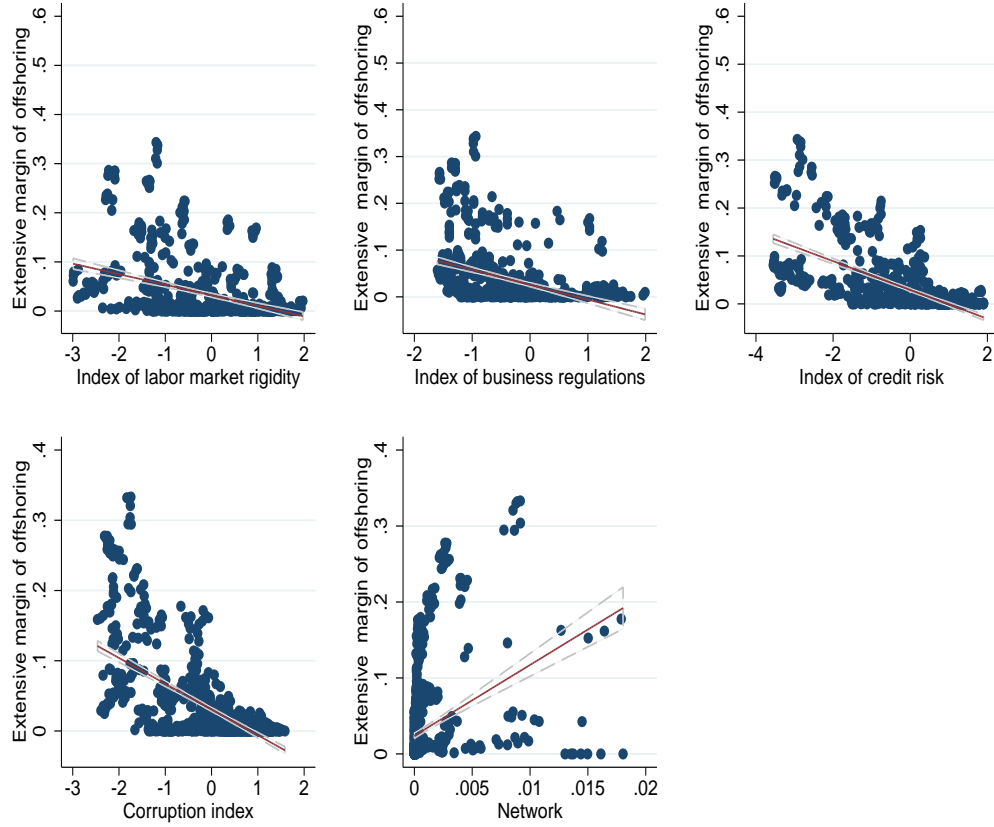 Extensive margin of offshoring
.6
.5
.4
.3
.2
.1
0
-3 -2 -1 0 1 2
Index of labor market rigidity
Extensive margin of offshoring
.6
.5
.4
.3
.2
.1
0
-2 -1 0 1 2
Index of business regulations
Extensive margin of offshoring
.6
.5
.4
.3
.2
.1
0
-4 -2 0 2
Index of credit risk
Extensive margin of offshoring
.4
.3
.2
.1
0
-3 -2 -1 0 1 2
Corruption index
Extensive margin of offshoring
.4
.3
.2
.1
0
0 .005 .01 .015 .02
Network